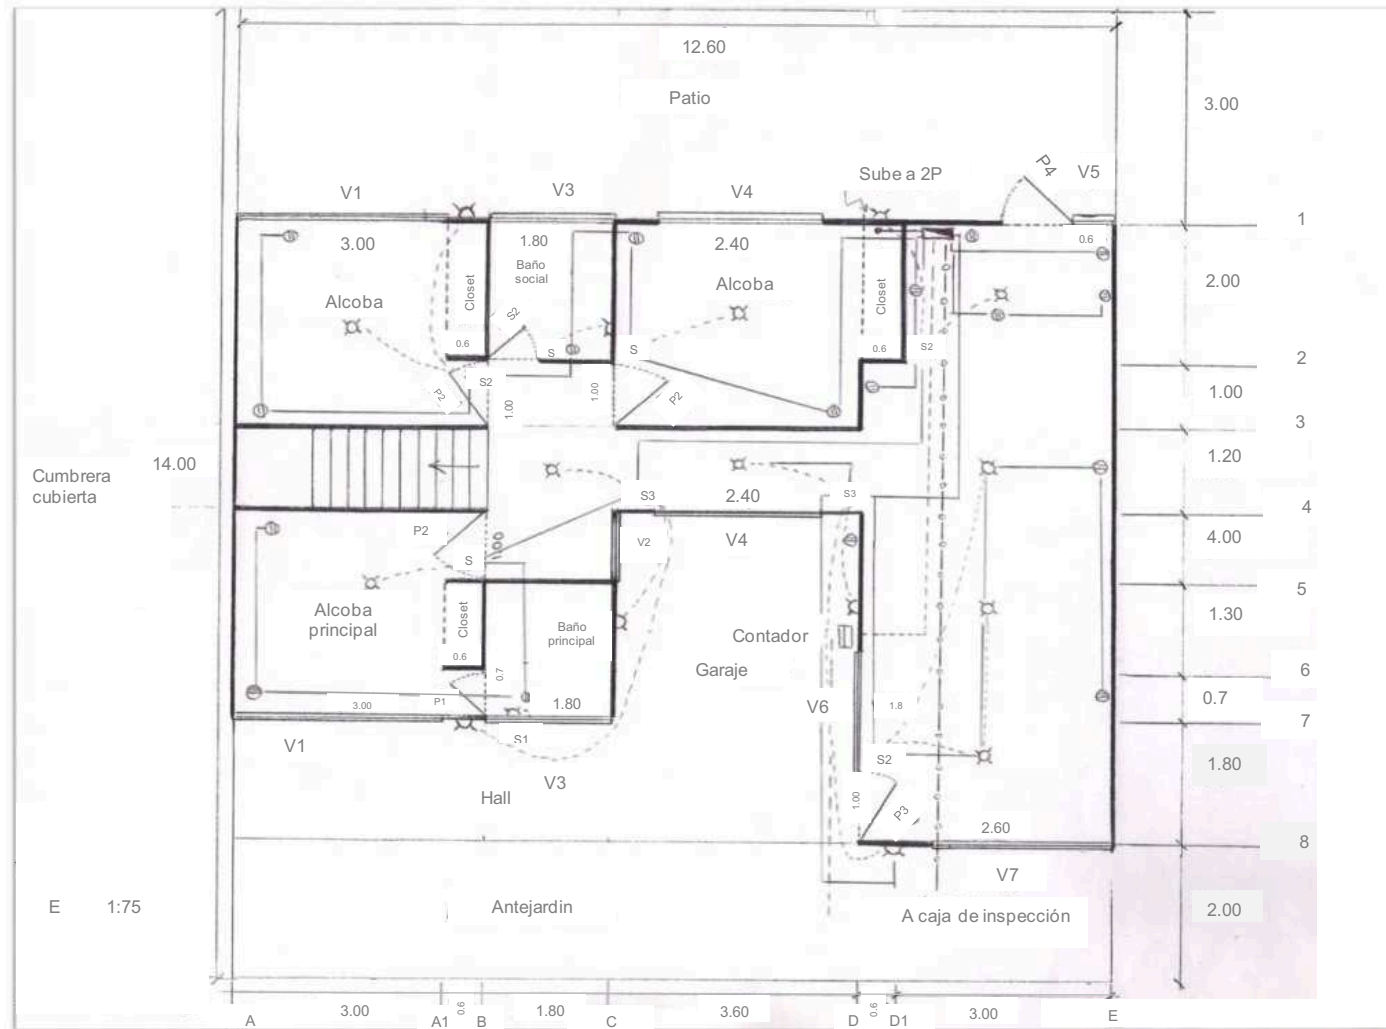 12.60
Patio
3.00
Sube a 2P
P4
V5
V1
V3
V4
1
3.00
1.80
2.40
0.6
Baño
social
Alcoba
Closet
Alcoba
Closet
2.00
S2
0.6
S
S
0.6
S2
2
S2
P2
1.00
1.00
P2
1.00
3
Cumbrera
cubierta
14.00
1.20
S3
2.40
S3
4
P2
V2
V4
4.00
1.00
S
5
Alcoba
principal
Closet
Baño
principal
Contador
1.30
0.6
0.7
Garaje
6
3.00
P1
1.80
V6
1.8
0.7
7
V1
S1
V3
S2
1.80
Hall
1.00
P3
2.60
8
V7
E 1:75
Antejardin
A caja de inspección
2.00
3.00
0.6
1.80
3.60
0.6
3.00
A
A1
B
C
D
D1
E